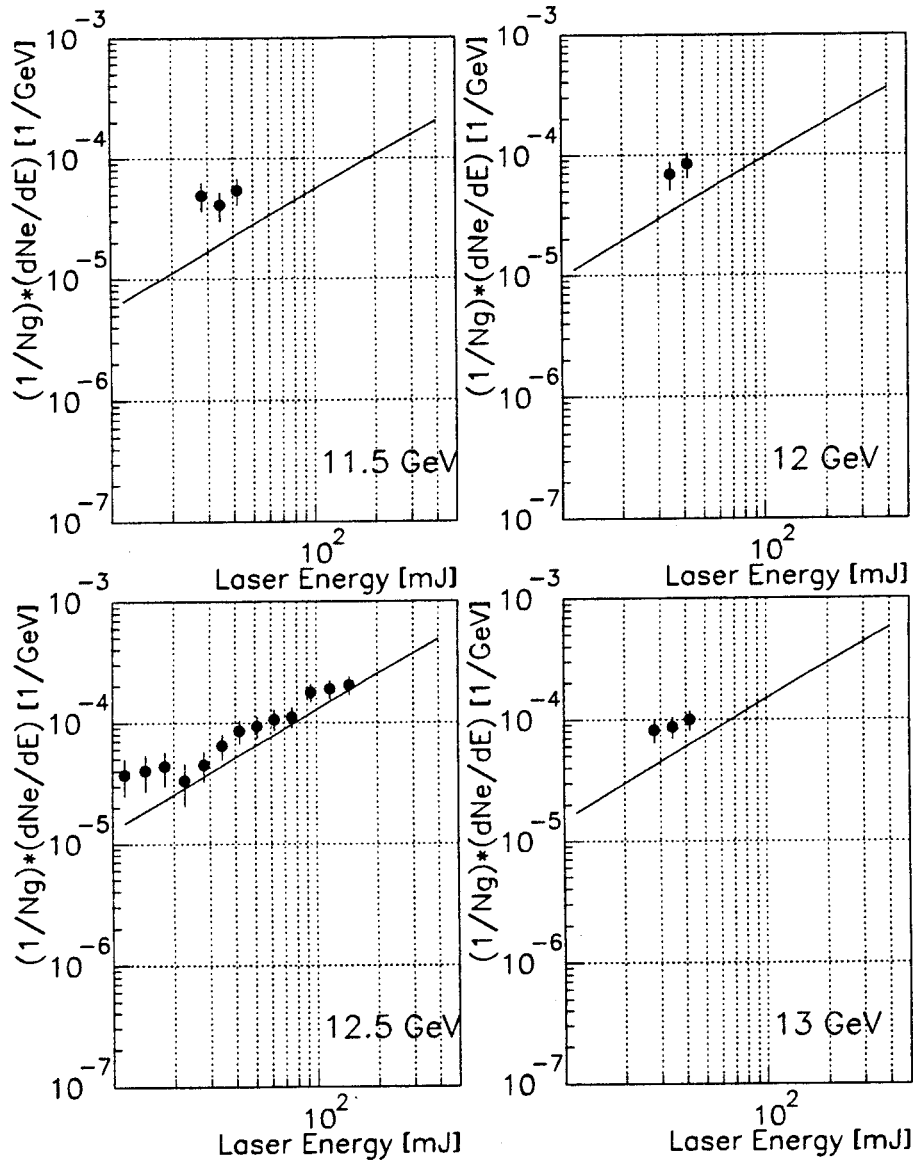 (1/Ng)*(dNe/dE) [1/GeV]
10^-3
10^-4
10^-5
10^-6
10^-7
11.5 GeV
10^2
Laser Energy [mJ]
(1/Ng)*(dNe/dE) [1/GeV]
10^-3
10^-4
10^-5
10^-6
10^-7
12 GeV
10^2
Laser Energy [mJ]
(1/Ng)*(dNe/dE) [1/GeV]
10^-3
10^-4
10^-5
10^-6
10^-7
12.5 GeV
10^2
Laser Energy [mJ]
(1/Ng)*(dNe/dE) [1/GeV]
10^-3
10^-4
10^-5
10^-6
10^-7
13 GeV
10^2
Laser Energy [mJ]